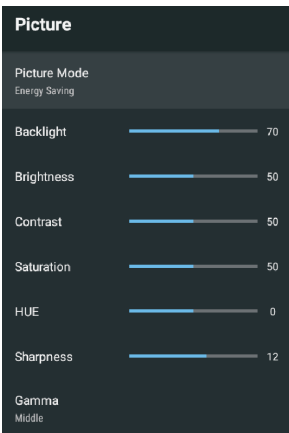 Picture
Picture Mode
Energy Saving
Backlight 70
Brightness 50
Contrast 50
Saturation 50
HUE 0
Sharpness 12
Gamma
Middle